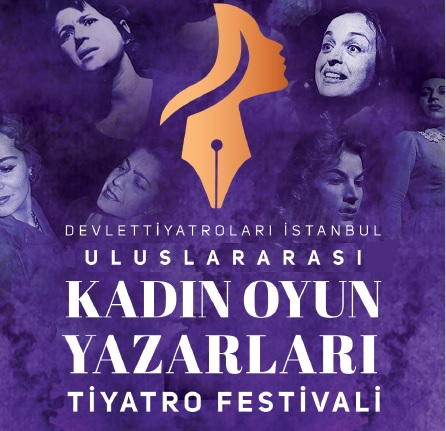 DEVLETTİYATROLARI İSTANBUL
ULUSLARARASI
KADIN OYUN
YAZARLARI
TİYATRO FESTİVALİ